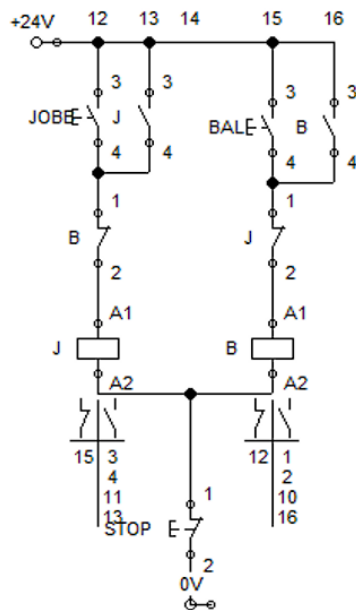 12 13 14 15 16
+24V
3 3 3 3
JOBB J BAL B
4 4 4 4
1 1
B J
2 2
A1 A1
J B
A2 A2
15 3 12 1
4 2
11 10
13 16
1
STOP
2
0V